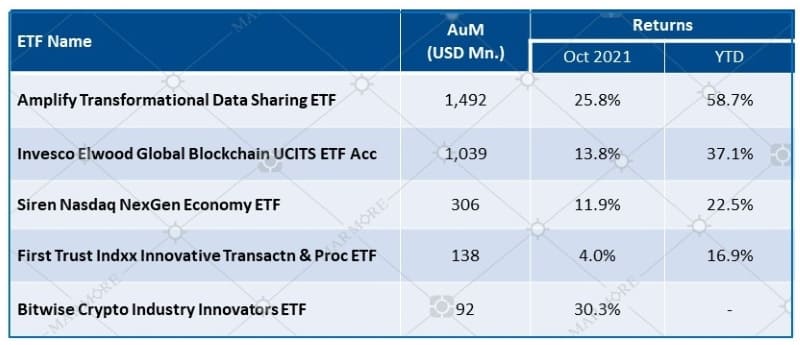 ETF Name AuM (USD Mn.) Returns
Oct 2021 YTD
Amplify Transformational Data Sharing ETF 1,492 25.8% 58.7%
Invesco Elwood Global Blockchain UCITS ETF Acc 1,039 13.8% 37.1%
Siren Nasdaq NexGen Economy ETF 306 11.9% 22.5%
First Trust Indxx Innovative Transactn & Proc ETF 138 4.0% 16.9%
Bitwise Crypto Industry Innovators ETF 92 30.3% -
MARMORE